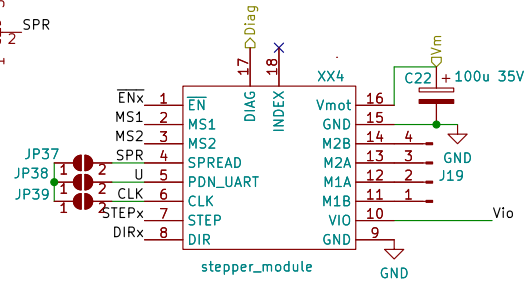 SPR
2
1
Diag
Vm
17
18
XX4
C22
+
100u 35V
DIAG
INDEX
ENx
1
EN
Vmot
16
MS1
2
MS1
GND
15
MS2
3
MS2
M2B
14
4
GND
JP37
SPR
4
SPREAD
M2A
13
3
JP38
1
2
U
5
PDN_UART
M1A
12
2
J19
JP39
1
2
CLK
6
CLK
M1B
11
1
1
2
STEPx
7
STEP
VIO
10
Vio
DIRx
8
DIR
GND
9
stepper_module
GND